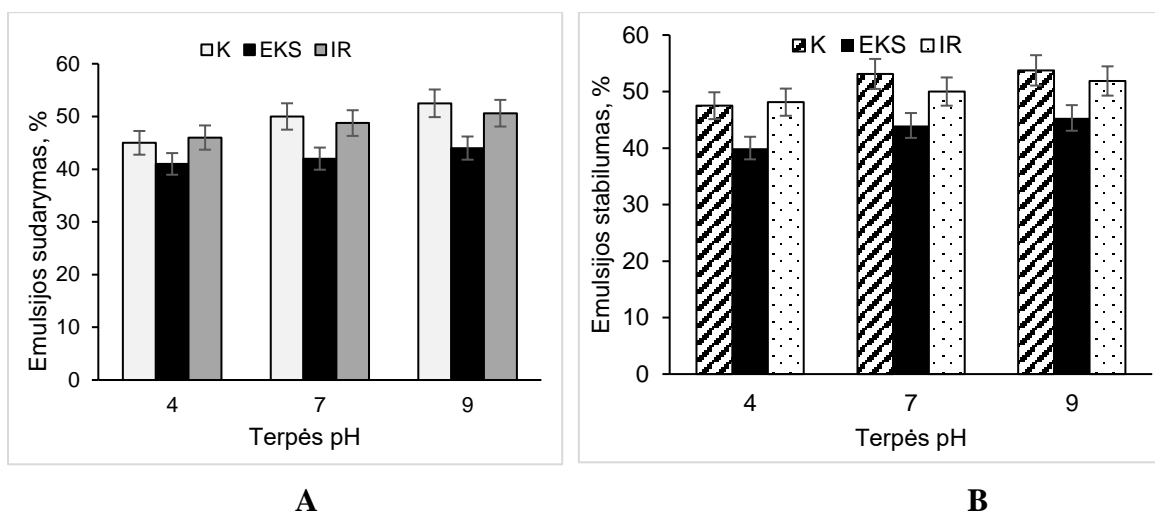 K EKS IR
Emulsijos sudarymas, %
60
50
40
30
20
10
0
4 7 9
Terpės pH
A
K EKS IR
Emulsijos stabilumas, %
60
50
40
30
20
10
0
4 7 9
Terpės pH
B